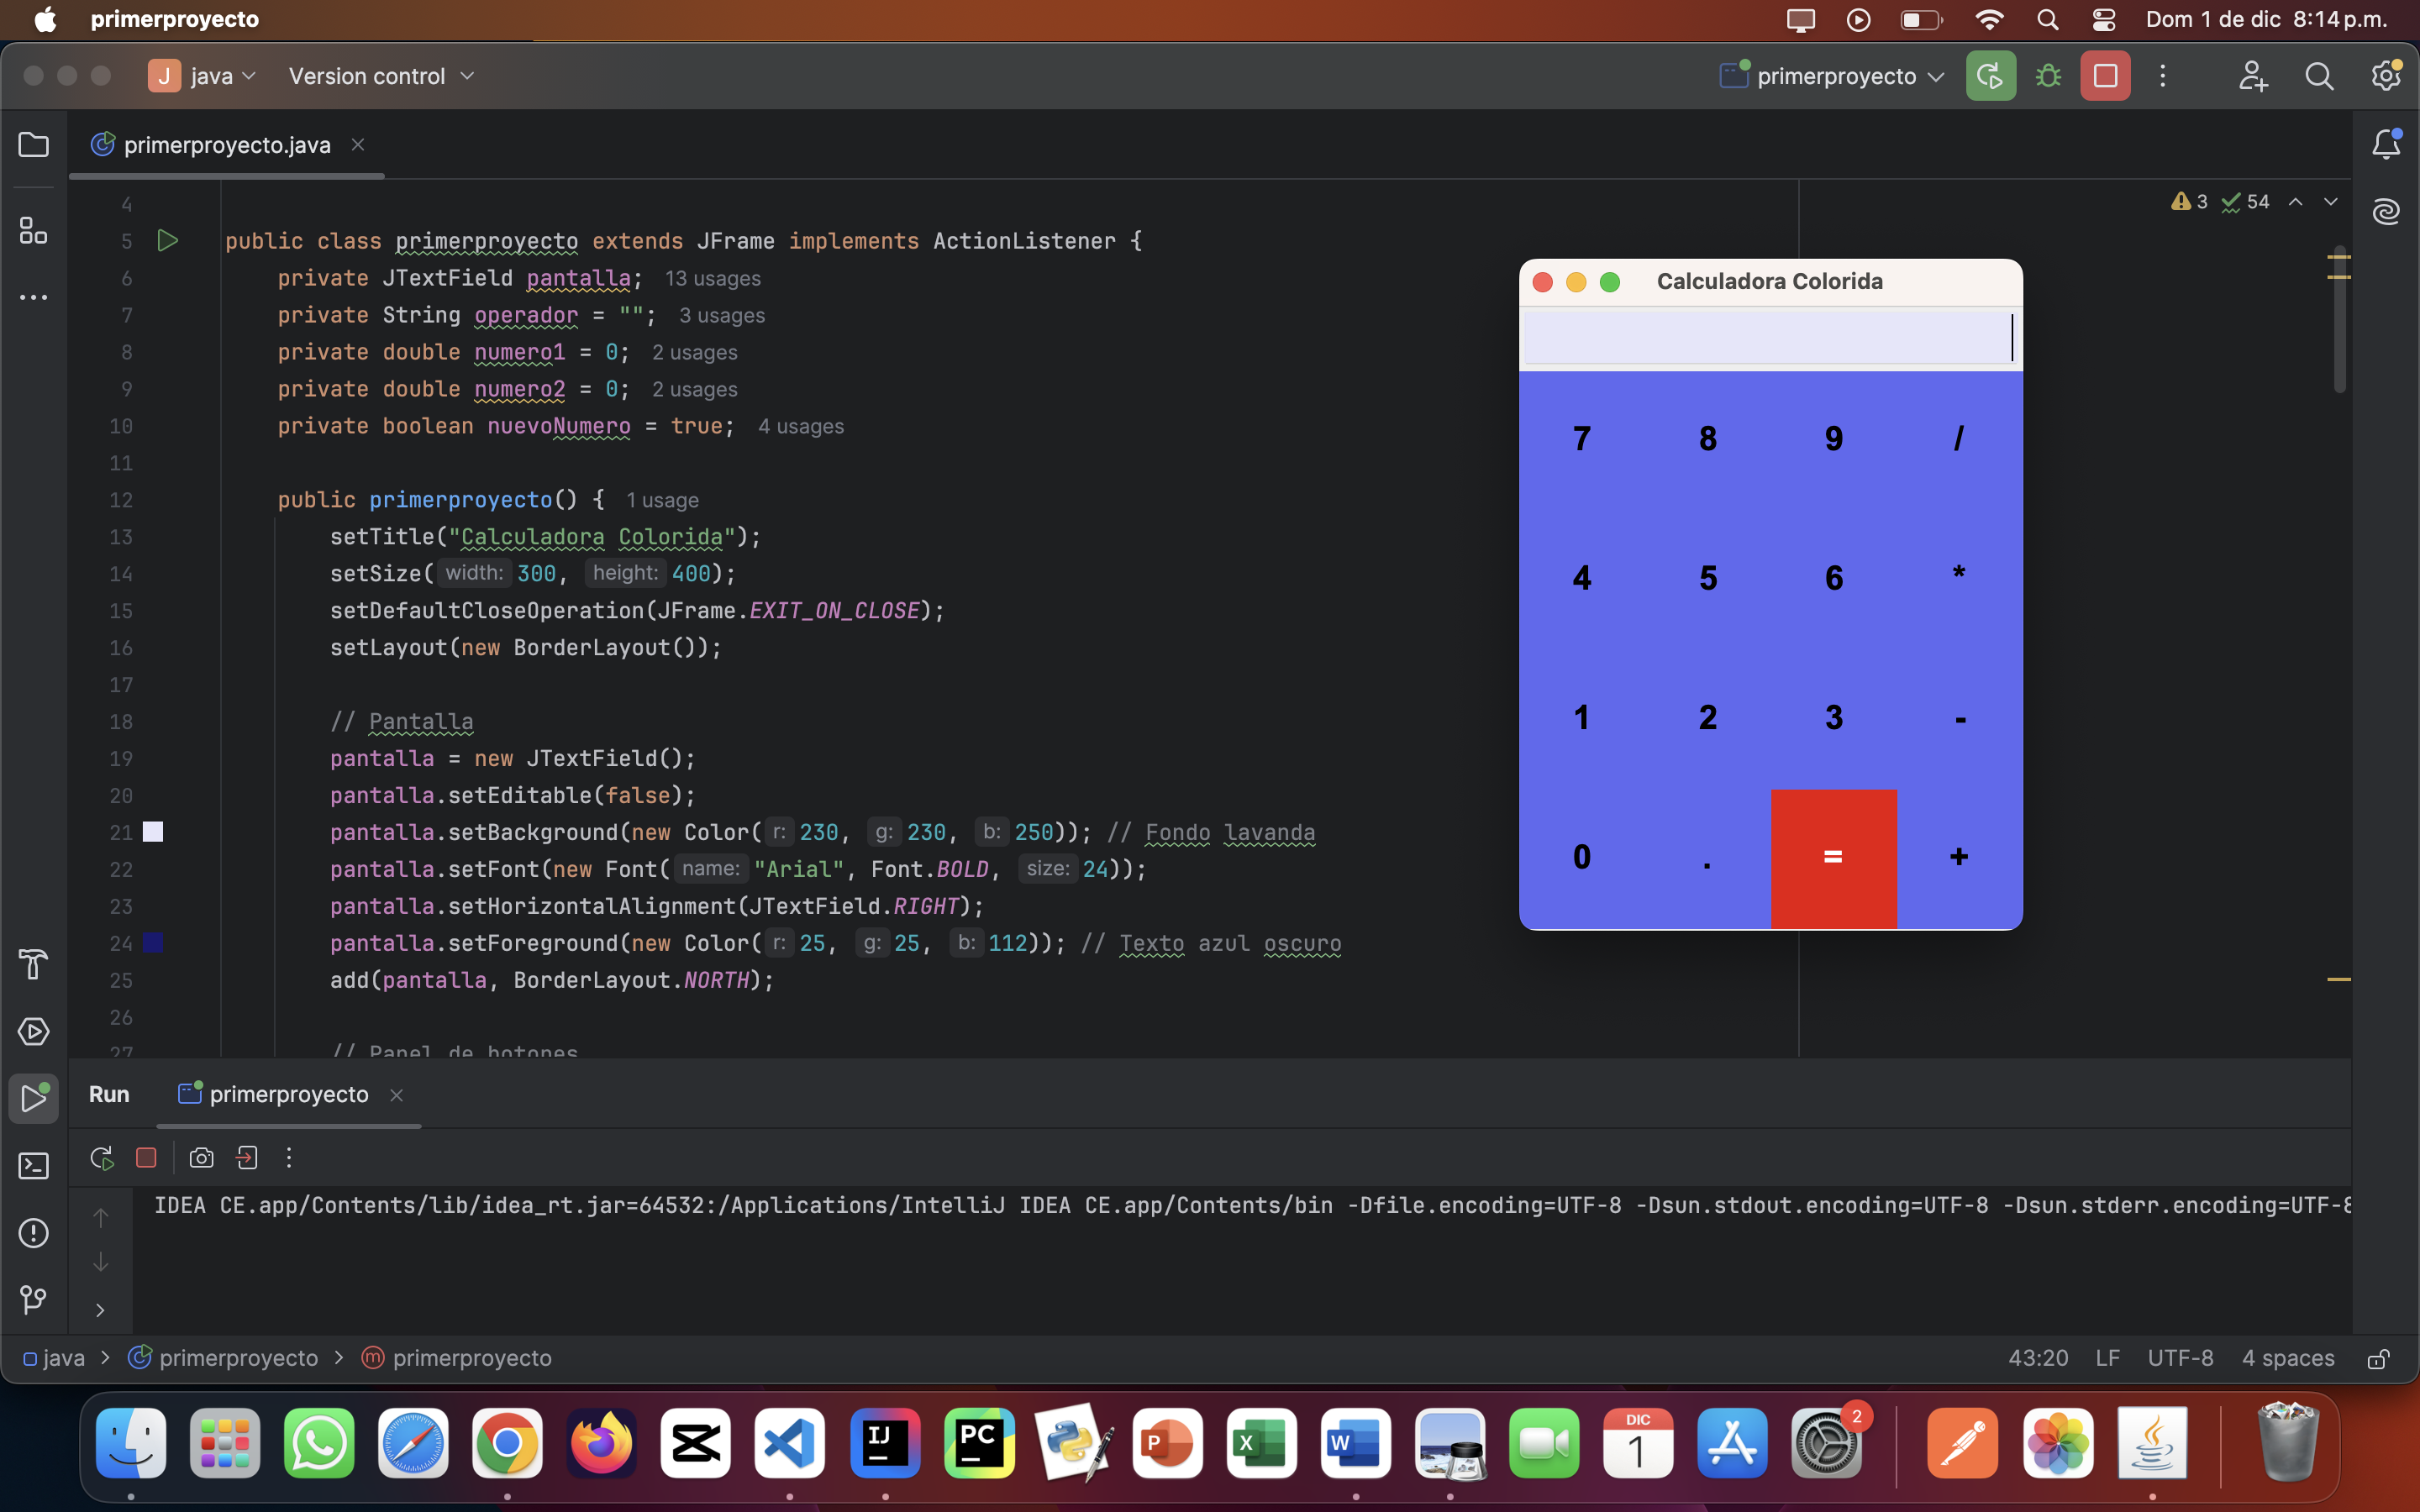 primerproyecto
Dom 1 de dic 8:14 p.m.
J java
Version control
primerproyecto
primerproyecto.java
3 54
4
5 public class primerproyecto extends JFrame implements ActionListener {
6 private JTextField pantalla; 13 usages
7 private String operador = ""; 3 usages
8 private double numero1 = 0; 2 usages
9 private double numero2 = 0; 2 usages
10 private boolean nuevoNumero = true; 4 usages
11
12 public primerproyecto() { 1 usage
13 setTitle("Calculadora Colorida");
14 setSize( width: 300, height: 400);
15 setDefaultCloseOperation(JFrame.EXIT_ON_CLOSE);
16 setLayout(new BorderLayout());
17
18 // Pantalla
19 pantalla = new JTextField();
20 pantalla.setEditable(false);
21 pantalla.setBackground(new Color( r: 230, g: 230, b: 250)); // Fondo lavanda
22 pantalla.setFont(new Font( name: "Arial", Font.BOLD, size: 24));
23 pantalla.setHorizontalAlignment(JTextField.RIGHT);
24 pantalla.setForeground(new Color( r: 25, g: 25, b: 112)); // Texto azul oscuro
25 add(pantalla, BorderLayout.NORTH);
26
27 // Panel de botones
Calculadora Colorida
7 8 9 /
4 5 6 *
1 2 3 -
0 . = +
Run primerproyecto
IDEA CE.app/Contents/lib/idea_rt.jar=64532:/Applications/IntelliJ IDEA CE.app/Contents/bin -Dfile.encoding=UTF-8 -Dsun.stdout.encoding=UTF-8 -Dsun.stderr.encoding=UTF-8
java > primerproyecto > m primerproyecto
43:20 LF UTF-8 4 spaces
IJ
PC
P
X
W
DIC
1
2